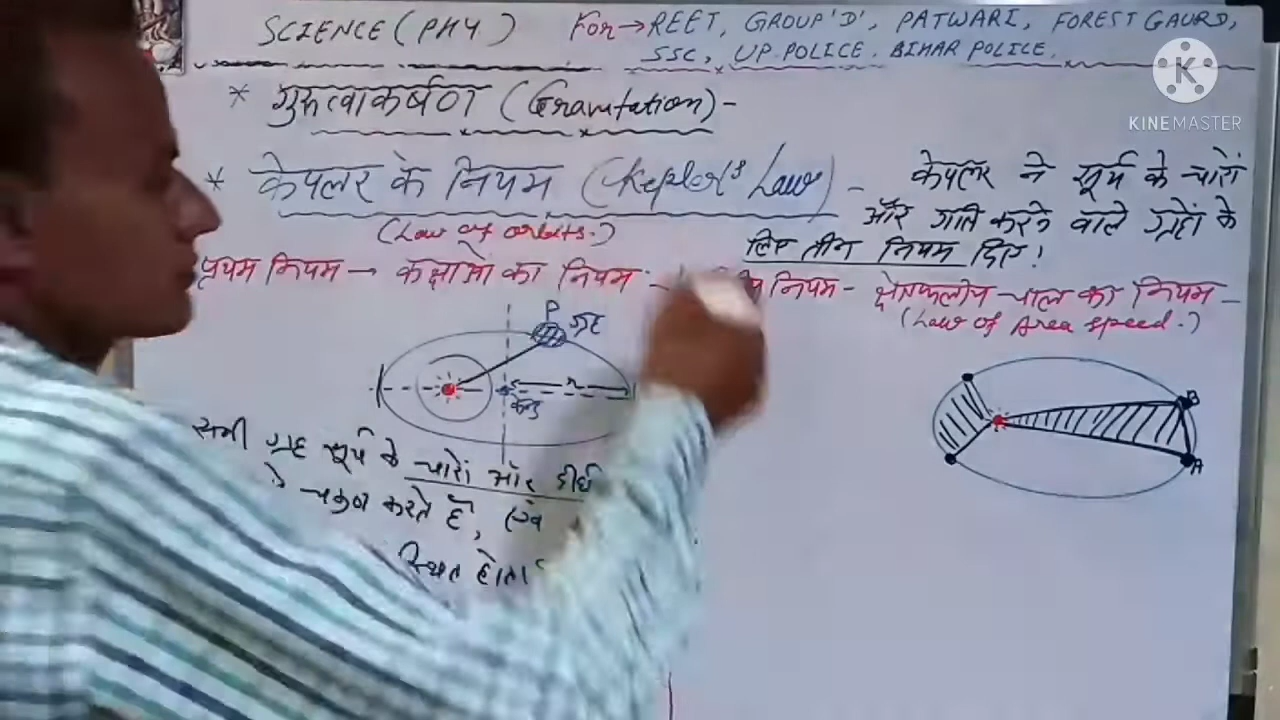 SCIENCE (PHY) For→ REET, GROUP 'D', PATWARI, FOREST GAURD,
SSC, UP POLICE. BIHAR POLICE.
KINEMASTER
* गुरुत्वाकर्षण (Gravitation) -
* केपलर के नियम (Kepler's Law) -
केपलर ने सूर्य के चारों
और गति करने वाले ग्रहों के
लिए तीन नियम दिए!
(Law of orbits.)
प्रथम नियम → कक्षाओं का नियम :-
नियम - क्षेत्रफलीय चाल का नियम -
(Law of Area speed.)
P ग्रह
केन्द्र
B
A
सभी ग्रह सूर्य के चारों और
चक्कर करते है,
स्थित होता